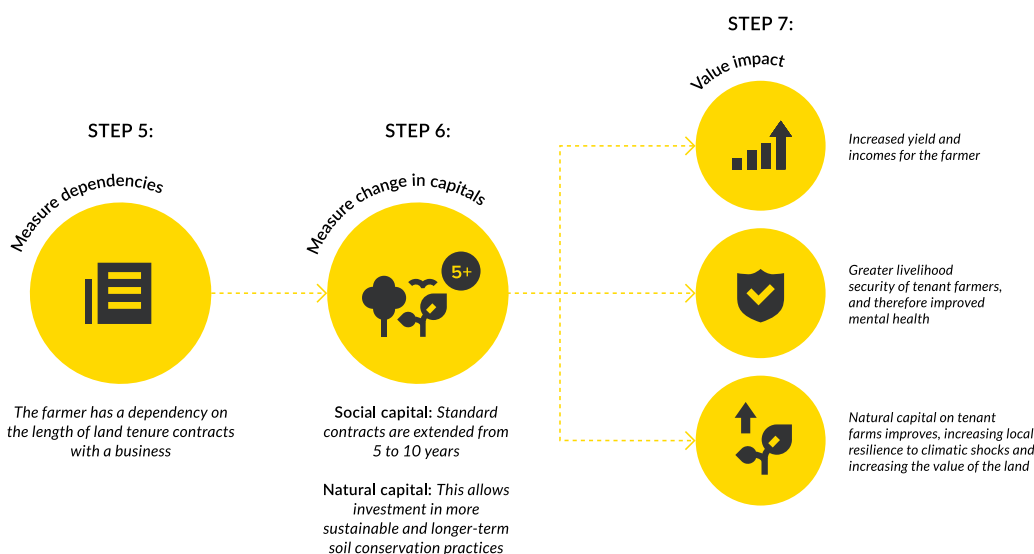 STEP 5:
Measure dependencies
The farmer has a dependency on
the length of land tenure contracts
with a business
STEP 6:
Measure change in capitals
5+
Social capital: Standard
contracts are extended from
5 to 10 years
Natural capital: This allows
investment in more
sustainable and longer-term
soil conservation practices
STEP 7:
Value impact
Increased yield and
incomes for the farmer
Greater livelihood
security of tenant farmers,
and therefore improved
mental health
Natural capital on tenant
farms improves, increasing local
resilience to climatic shocks and
increasing the value of the land